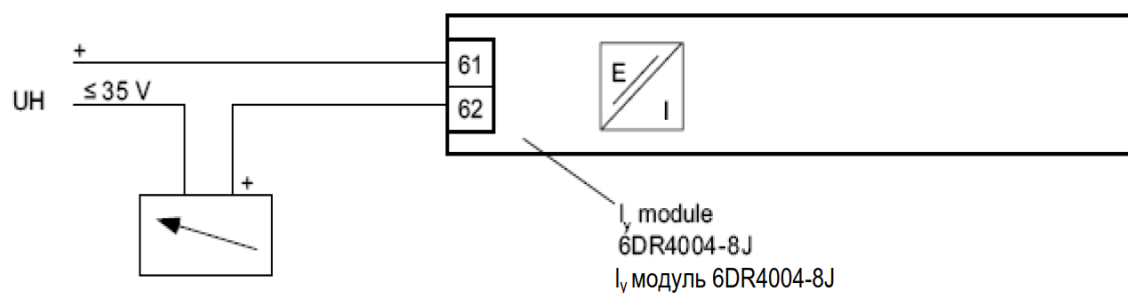 +
61
UH
≤ 35 V
62
E
I
+
Iy module
6DR4004-8J
Iy модуль 6DR4004-8J